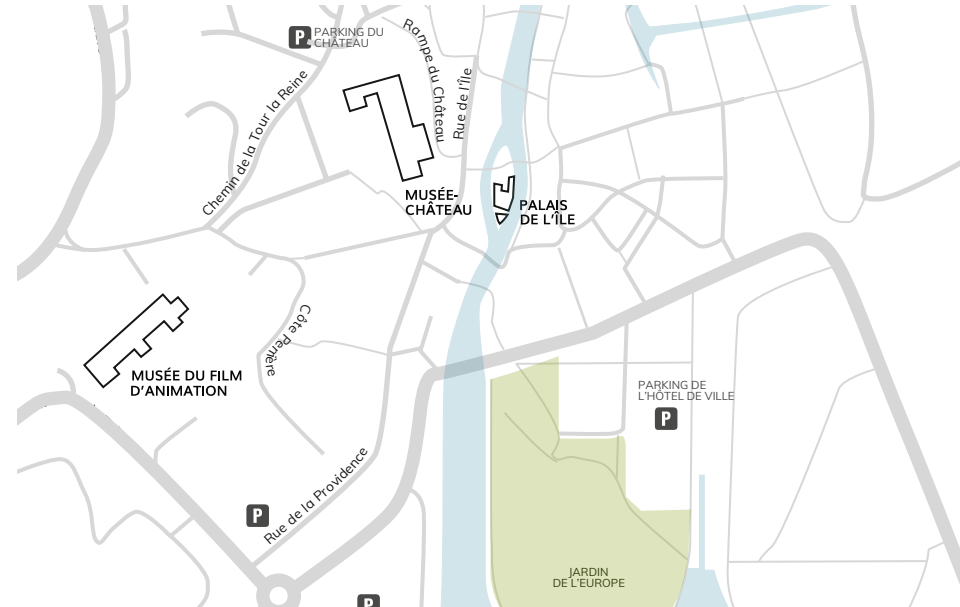 P PARKING DU
CHÂTEAU
Rampe du Château
Rue de l'Île
Chemin de la Tour la Reine
MUSÉE-
CHÂTEAU
PALAIS
DE L'ÎLE
Côte Perrière
MUSÉE DU FILM
D'ANIMATION
PARKING DE
L'HÔTEL DE VILLE
P
Rue de la Providence
P
JARDIN
DE L'EUROPE
P